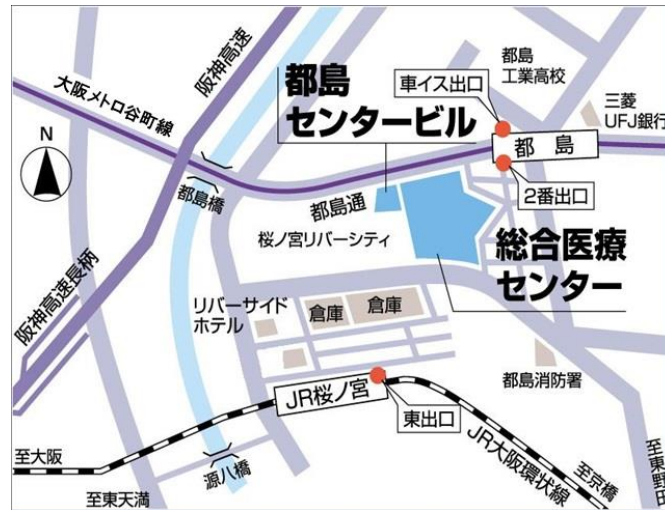 阪神高速
大阪メトロ谷町線
都島
センタービル
車イス出口
都島
工業高校
三菱
UFJ銀行
都島
2番出口
N
都島橋
都島通
桜ノ宮リバーシティ
総合医療
センター
阪神高速長柄
リバーサイド
ホテル
倉庫
倉庫
都島消防署
JR桜ノ宮
東出口
JR大阪環状線
至大阪
源八橋
至東天満
至京橋
至東野田